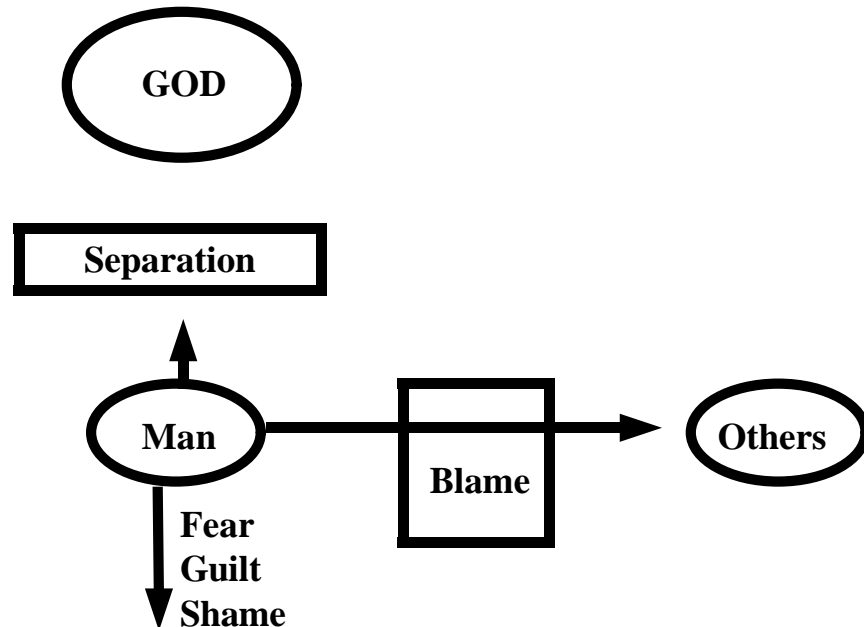 GOD
Separation
Man
Others
Blame
Fear
Guilt
Shame